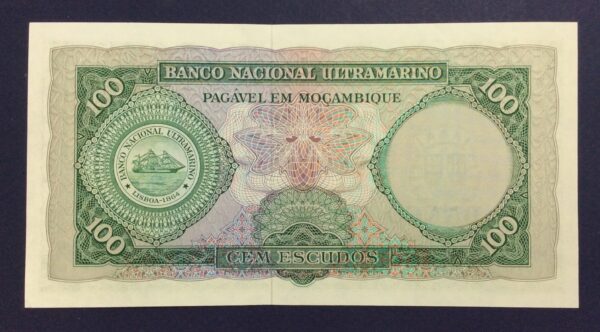 BANCO NACIONAL ULTRAMARINO
PAGÁVEL EM MOÇAMBIQUE
100
100
BANCO NACIONAL ULTRAMARINO
LISBOA-1864
100
100
CEM ESCUDOS